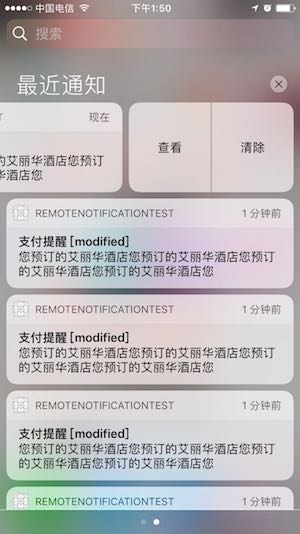 中国电信 下午1:50
搜索
最近通知
T 现在 查看 清除
的艾丽华酒店您预订
店您
REMOTENOTIFICATIONTEST 1 分钟前
支付提醒 [modified]
您预订的艾丽华酒店您预订的艾丽华酒店您预订
的艾丽华酒店您预订的艾丽华酒店您
REMOTENOTIFICATIONTEST 1 分钟前
支付提醒 [modified]
您预订的艾丽华酒店您预订的艾丽华酒店您预订
的艾丽华酒店您预订的艾丽华酒店您
REMOTENOTIFICATIONTEST 1 分钟前
支付提醒 [modified]
您预订的艾丽华酒店您预订的艾丽华酒店您预订
的艾丽华酒店您预订的艾丽华酒店您
REMOTENOTIFICATIONTEST 1 分钟前